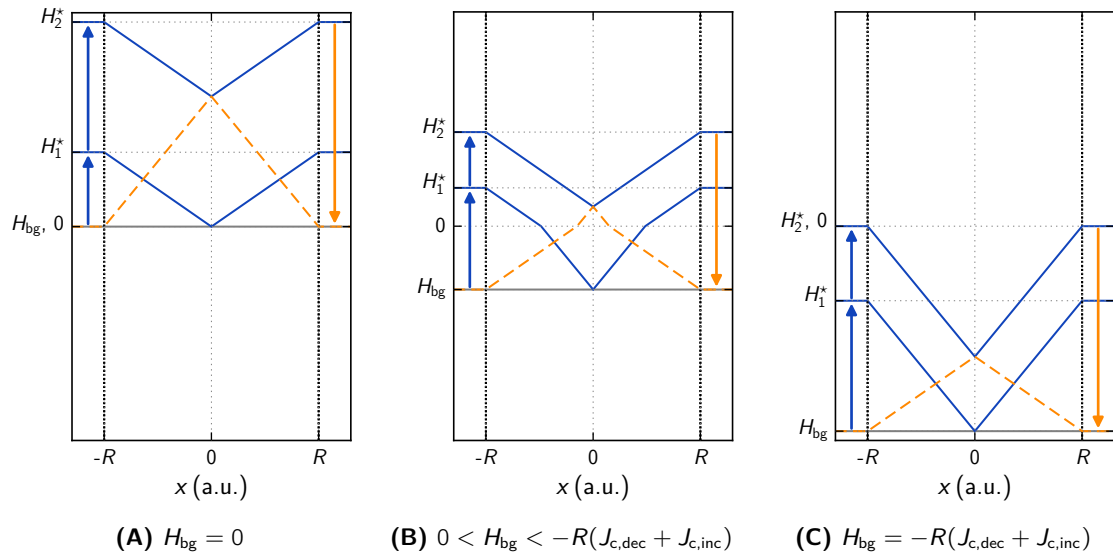 H₂*
H₁*
H_bg, 0
-R
0
R
x (a.u.)
(A) H_bg = 0
H₂*
H₁*
0
H_bg
-R
0
R
x (a.u.)
(B) 0 < H_bg < −R(J_c,dec + J_c,inc)
H₂*, 0
H₁*
H_bg
-R
0
R
x (a.u.)
(C) H_bg = −R(J_c,dec + J_c,inc)